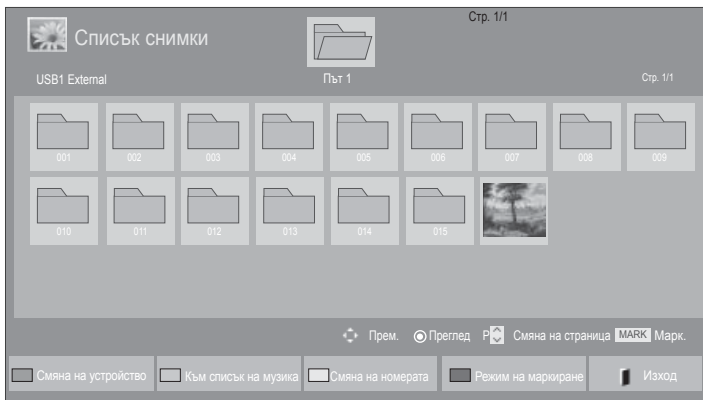 Стр. 1/1
Списък снимки
USB1 External Път 1 Стр. 1/1
001 002 003 004 005 006 007 008 009
010 011 012 013 014 015
Прем. Преглед P Смяна на страница MARK Марк.
Смяна на устройство Към списък на музика Смяна на номерата Режим на маркиране Изход